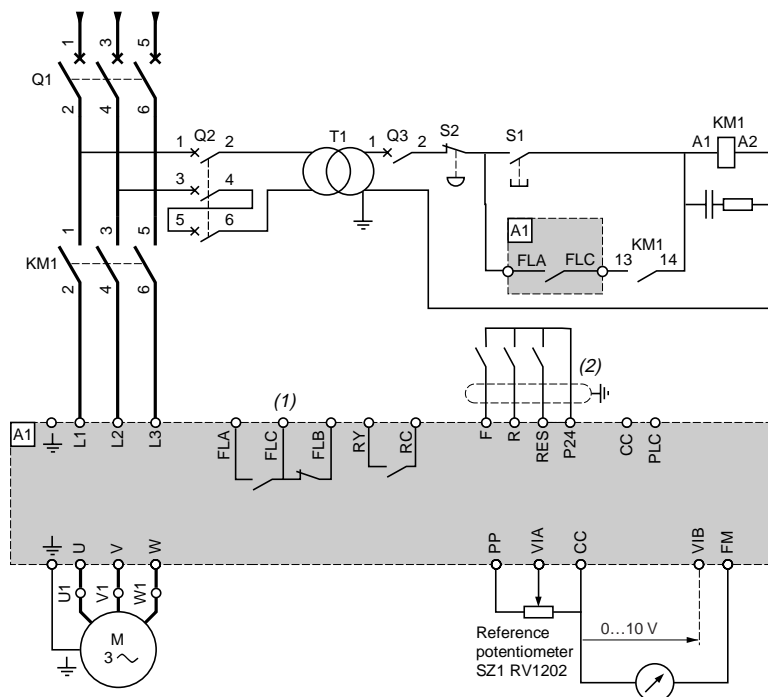 1
3
5
Q1
2
4
6
1 Q2 2
3 4
5 6
T1
1 Q3 2
S2
S1
KM1
A1 A2
A1
FLA FLC
13 KM1 14
1
3
5
KM1
2
4
6
(1)
(2)
A1
L1
L2
L3
FLA
FLC
FLB
RY
RC
F
R
RES
P24
CC
PLC
U
V
W
PP
VIA
CC
VIB
FM
U1
V1
W1
M
3
Reference
potentiometer
SZ1 RV1202
0...10 V